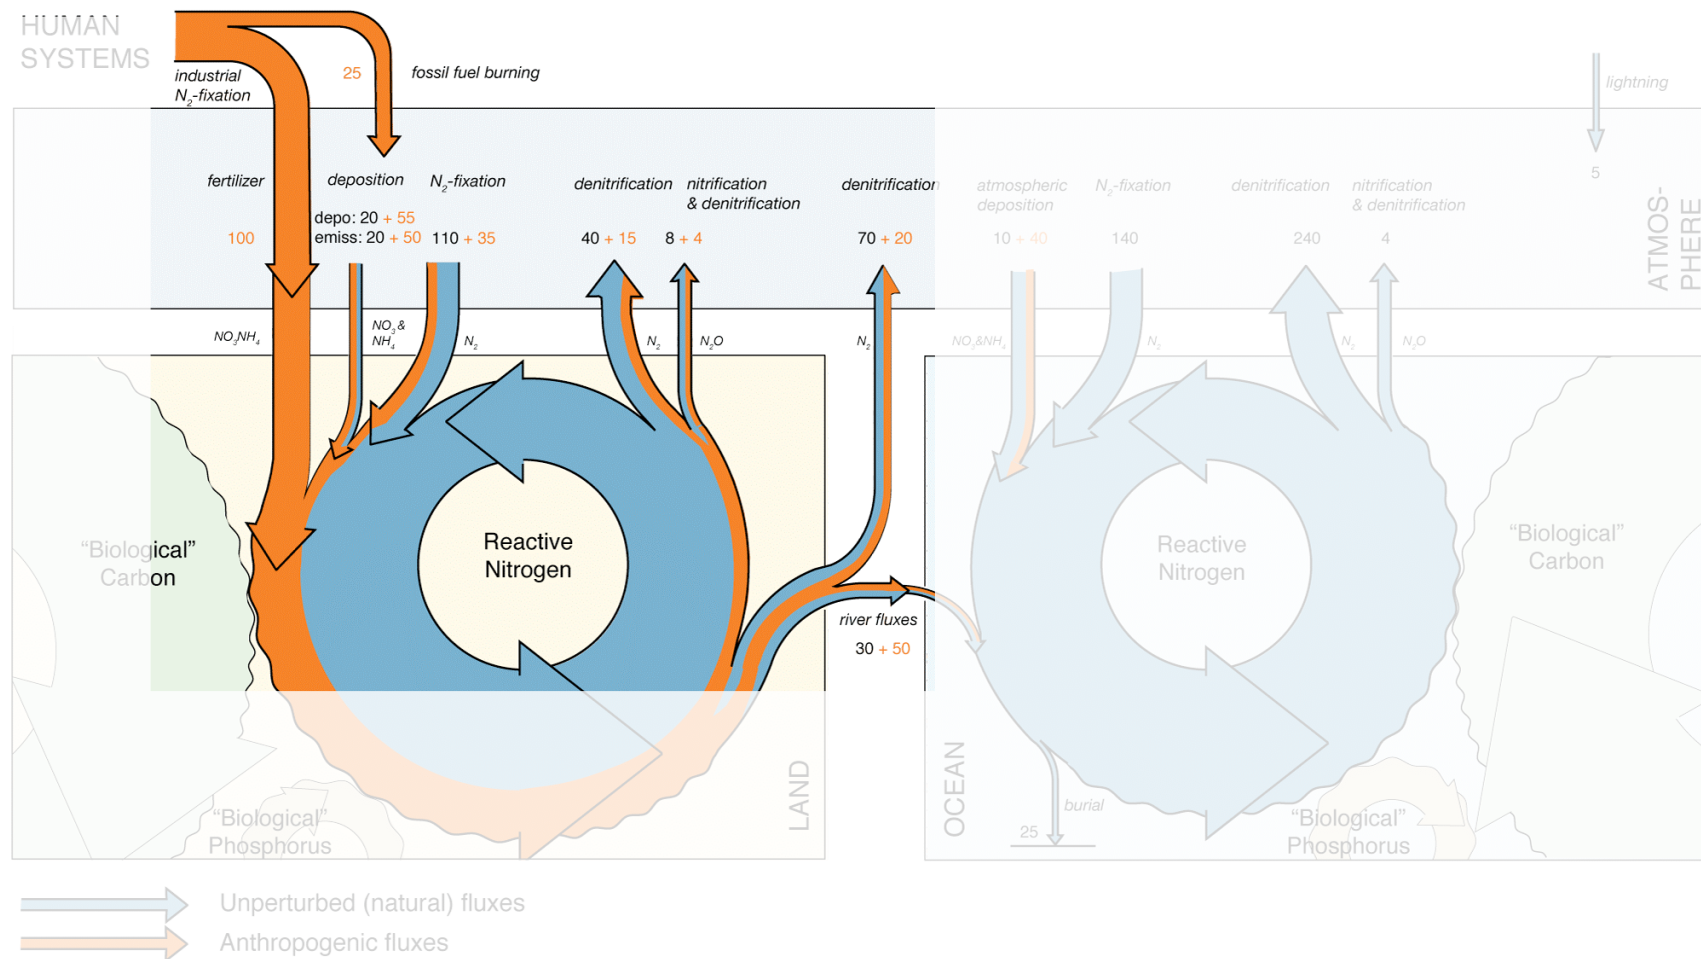 HUMAN
SYSTEMS
industrial
N2-fixation
25
fossil fuel burning
lightning
fertilizer
deposition
N2-fixation
denitrification
nitrification
& denitrification
denitrification
atmospheric
deposition
N2-fixation
denitrification
nitrification
& denitrification
5
ATMOS-
PHERE
100
depo: 20 + 55
emiss: 20 + 50
110 + 35
40 + 15
8 + 4
70 + 20
10 + 40
140
240
4
NO3NH4
NO3 &
NH4
N2
N2
N2O
N2
NO3&NH4
N2
N2
N2O
"Biological"
Carbon
Reactive
Nitrogen
river fluxes
30 + 50
Reactive
Nitrogen
"Biological"
Carbon
"Biological"
Phosphorus
LAND
OCEAN
25
burial
"Biological"
Phosphorus
Unperturbed (natural) fluxes
Anthropogenic fluxes